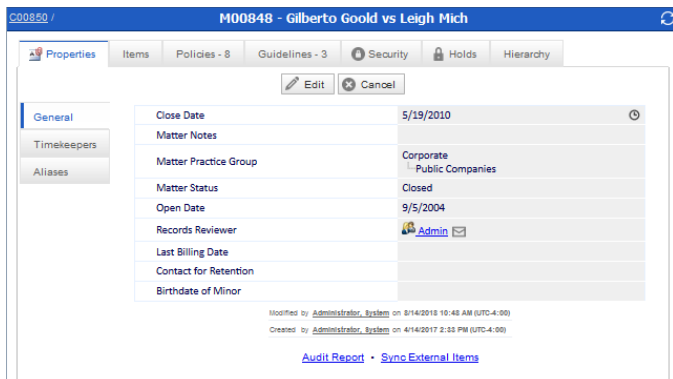 C00850 / M00848 - Gilberto Goold vs Leigh Mich
Properties Items Policies - 8 Guidelines - 3 Security Holds Hierarchy
Edit Cancel
General
Timekeepers
Aliases
Close Date 5/19/2010
Matter Notes
Matter Practice Group Corporate
Public Companies
Matter Status Closed
Open Date 9/5/2004
Records Reviewer Admin
Last Billing Date
Contact for Retention
Birthdate of Minor
Modified by Administrator, System on 8/14/2018 10:48 AM (UTC-4:00)
Created by Administrator, System on 4/14/2017 2:33 PM (UTC-4:00)
Audit Report • Sync External Items